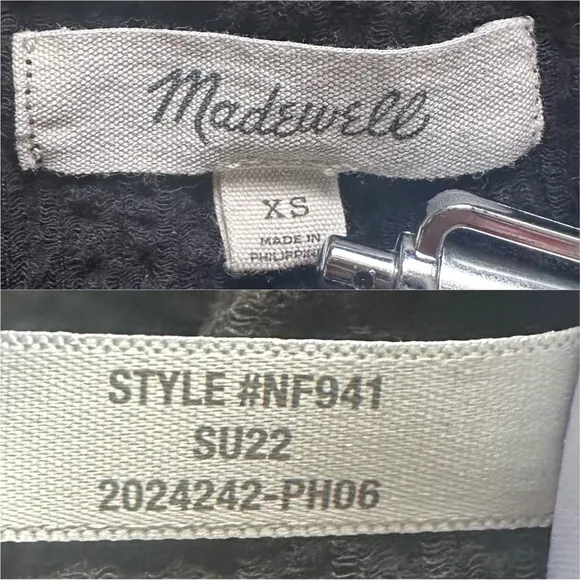 Madewell
XS
MADE IN
STYLE #NF941
SU22
2024242-PH06